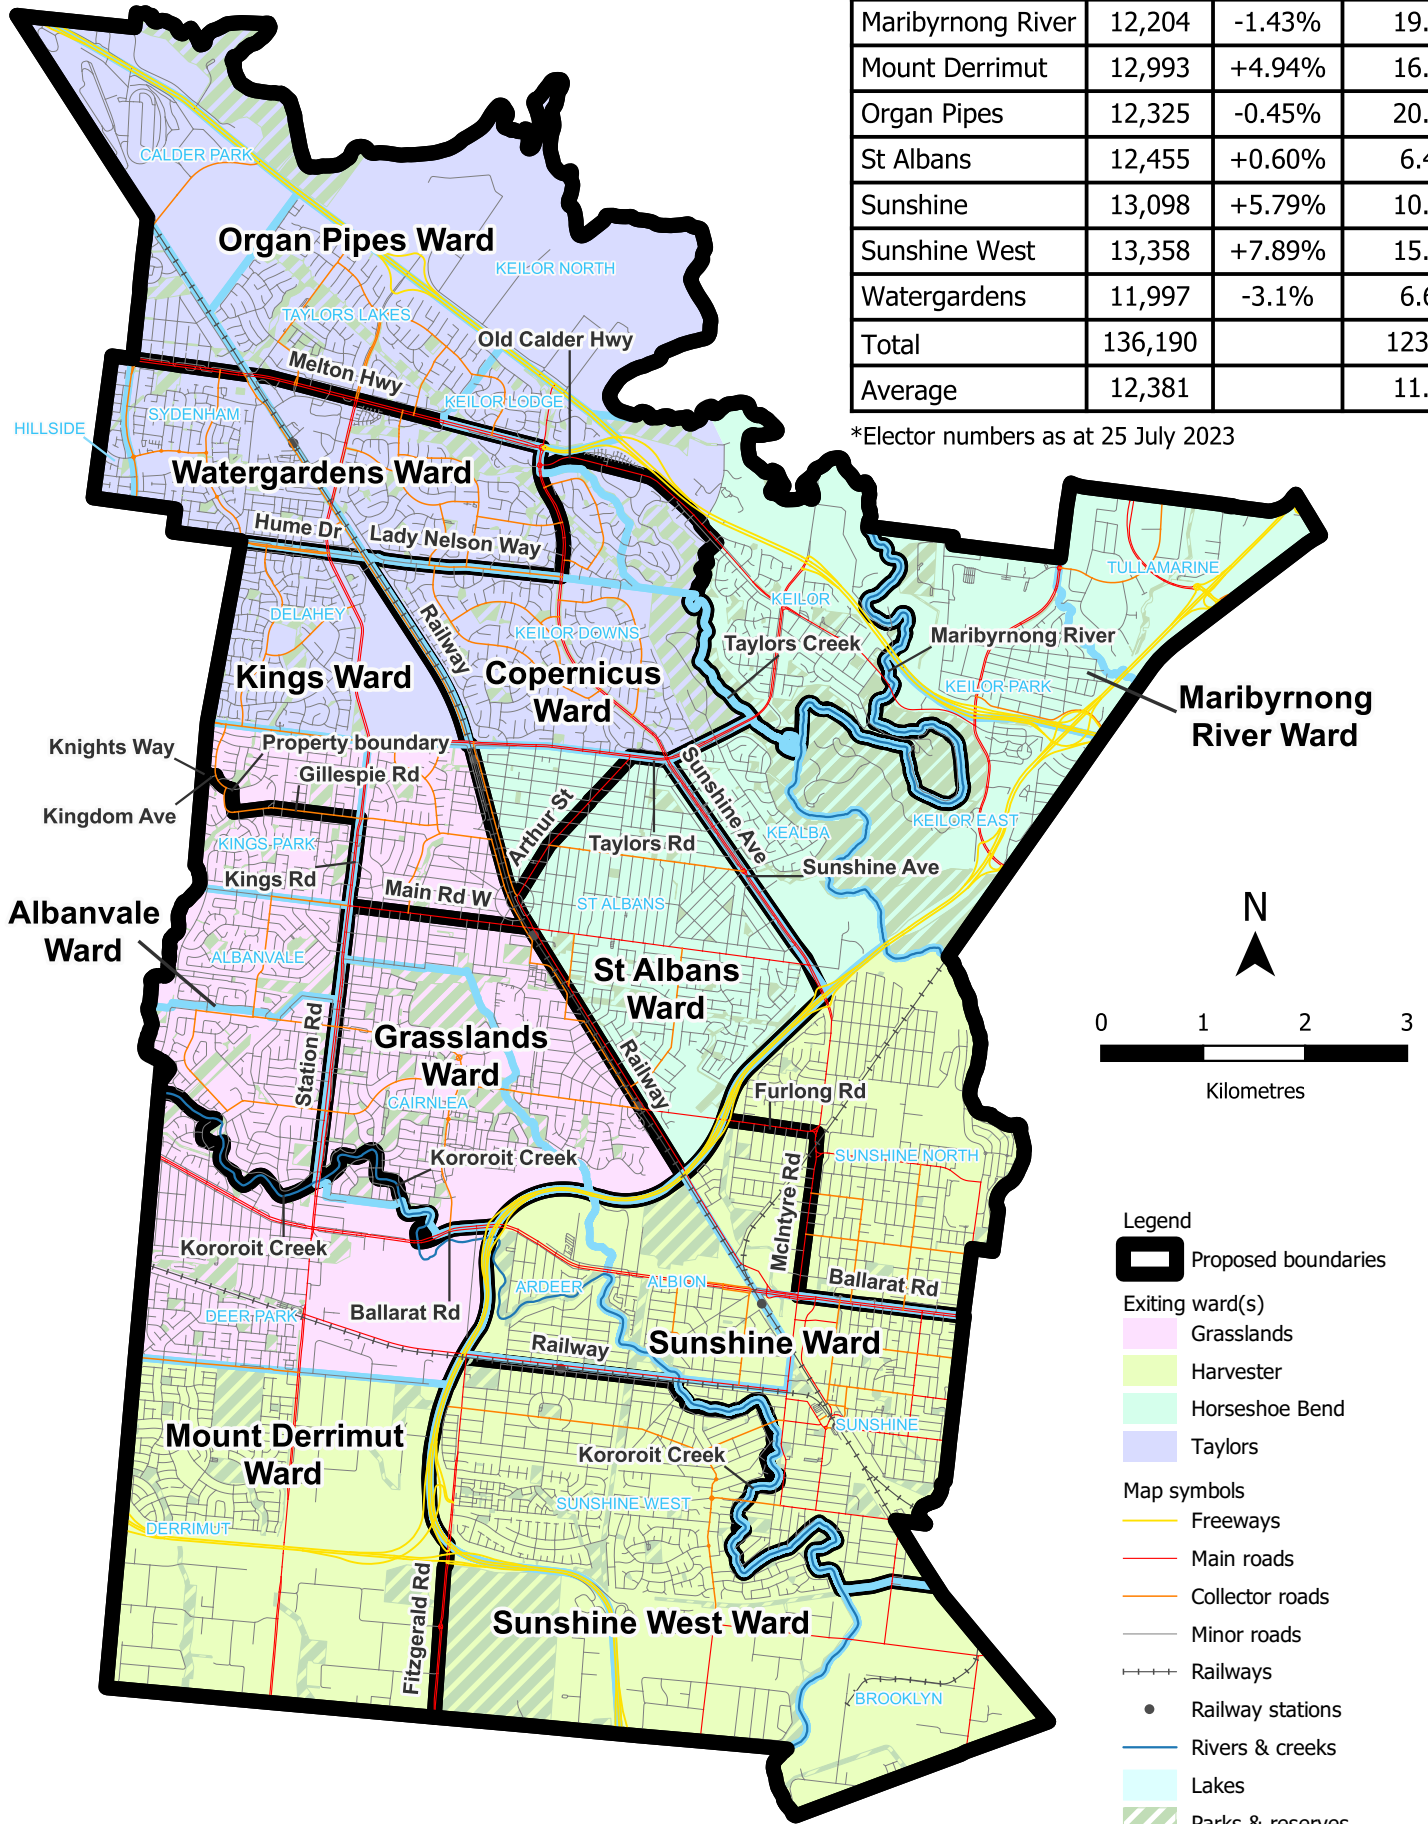 Maribyrnong River 12,204 -1.43% 19.
Mount Derrimut 12,993 +4.94% 16.
Organ Pipes 12,325 -0.45% 20.
St Albans 12,455 +0.60% 6.4
Sunshine 13,098 +5.79% 10.
Sunshine West 13,358 +7.89% 15.
Watergardens 11,997 -3.1% 6.6
Total 136,190 123
Average 12,381 11.
*Elector numbers as at 25 July 2023
CALDER PARK
Organ Pipes Ward
KEILOR NORTH
TAYLORS LAKES
Old Calder Hwy
Melton Hwy
KEILOR LODGE
SYDENHAM
HILLSIDE
Watergardens Ward
Hume Dr
Lady Nelson Way
TULLAMARINE
DELAHEY
Railway
KEILOR DOWNS
KEILOR
Taylors Creek
Maribyrnong River
Kings Ward
Copernicus
Ward
KEILOR PARK
Maribyrnong
River Ward
Knights Way
Property boundary
Gillespie Rd
Kingdom Ave
Arthur St
Sunshine Ave
Taylors Rd
KEALBA
KEILOR EAST
KINGS PARK
Kings Rd
Main Rd W
Sunshine Ave
Albanvale
Ward
ST ALBANS
ALBANVALE
St Albans
Ward
N
0 1 2 3
Kilometres
Station Rd
Grasslands
Ward
CAIRNLEA
Railway
Furlong Rd
Kororoit Creek
McIntyre Rd
SUNSHINE NORTH
Kororoit Creek
DEER PARK
Ballarat Rd
ARDEER
ALBION
Ballarat Rd
Railway
Sunshine Ward
Mount Derrimut
Ward
SUNSHINE
Kororoit Creek
SUNSHINE WEST
DERRIMUT
Fitzgerald Rd
Sunshine West Ward
BROOKLYN
Legend
Proposed boundaries
Exiting ward(s)
Grasslands
Harvester
Horseshoe Bend
Taylors
Map symbols
Freeways
Main roads
Collector roads
Minor roads
Railways
Railway stations
Rivers & creeks
Lakes
Parks & reserves